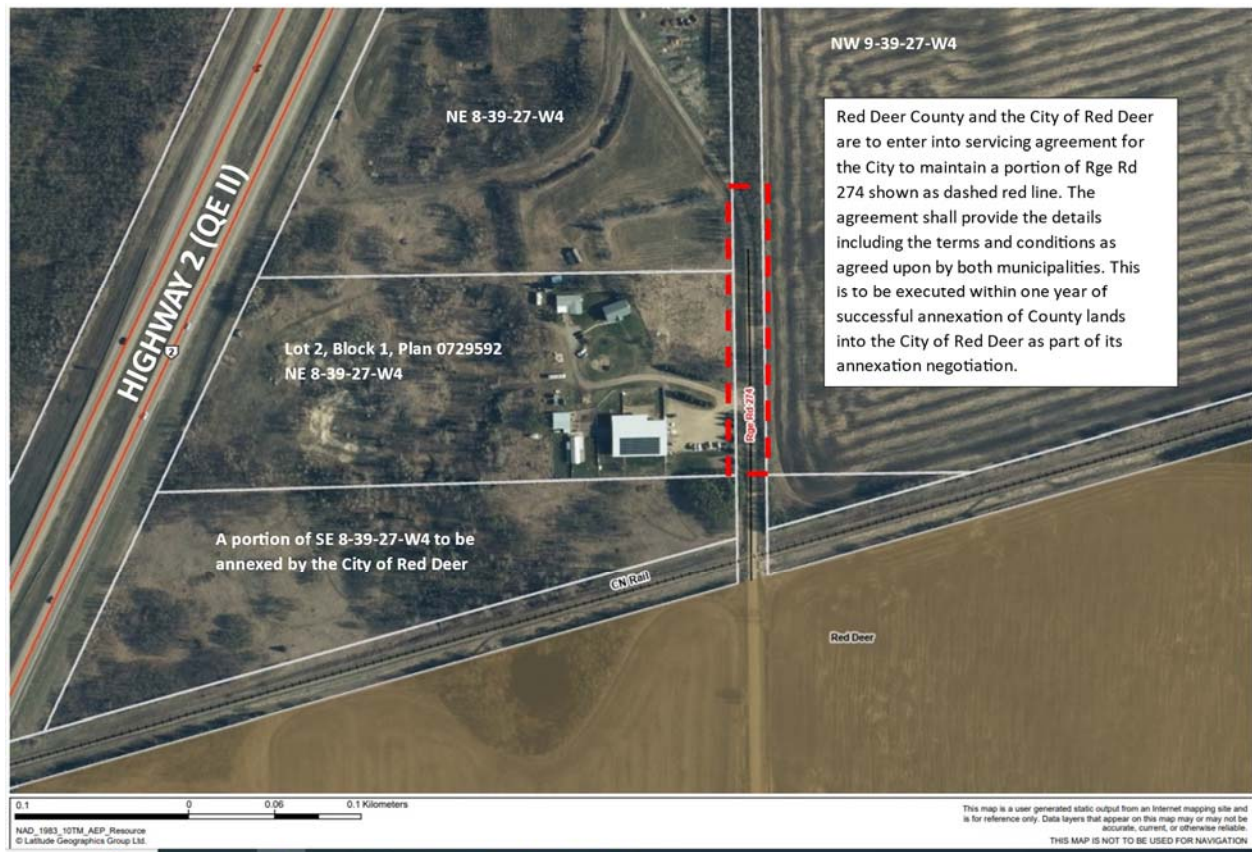 NW 9-39-27-W4
NE 8-39-27-W4
Red Deer County and the City of Red Deer
are to enter into servicing agreement for
the City to maintain a portion of Rge Rd
274 shown as dashed red line. The
agreement shall provide the details
including the terms and conditions as
agreed upon by both municipalities. This
is to be executed within one year of
successful annexation of County lands
into the City of Red Deer as part of its
annexation negotiation.
HIGHWAY 2 (QE II)
2
Lot 2, Block 1, Plan 0729592
NE 8-39-27-W4
Rge Rd 274
A portion of SE 8-39-27-W4 to be
annexed by the City of Red Deer
CN Rail
Red Deer
0.1 0 0.06 0.1 Kilometers
NAD_1983_10TM_AEP_Resource
© Latitude Geographics Group Ltd.
This map is a user generated static output from an Internet mapping site and
is for reference only. Data layers that appear on this map may or may not be
accurate, current, or otherwise reliable.
THIS MAP IS NOT TO BE USED FOR NAVIGATION